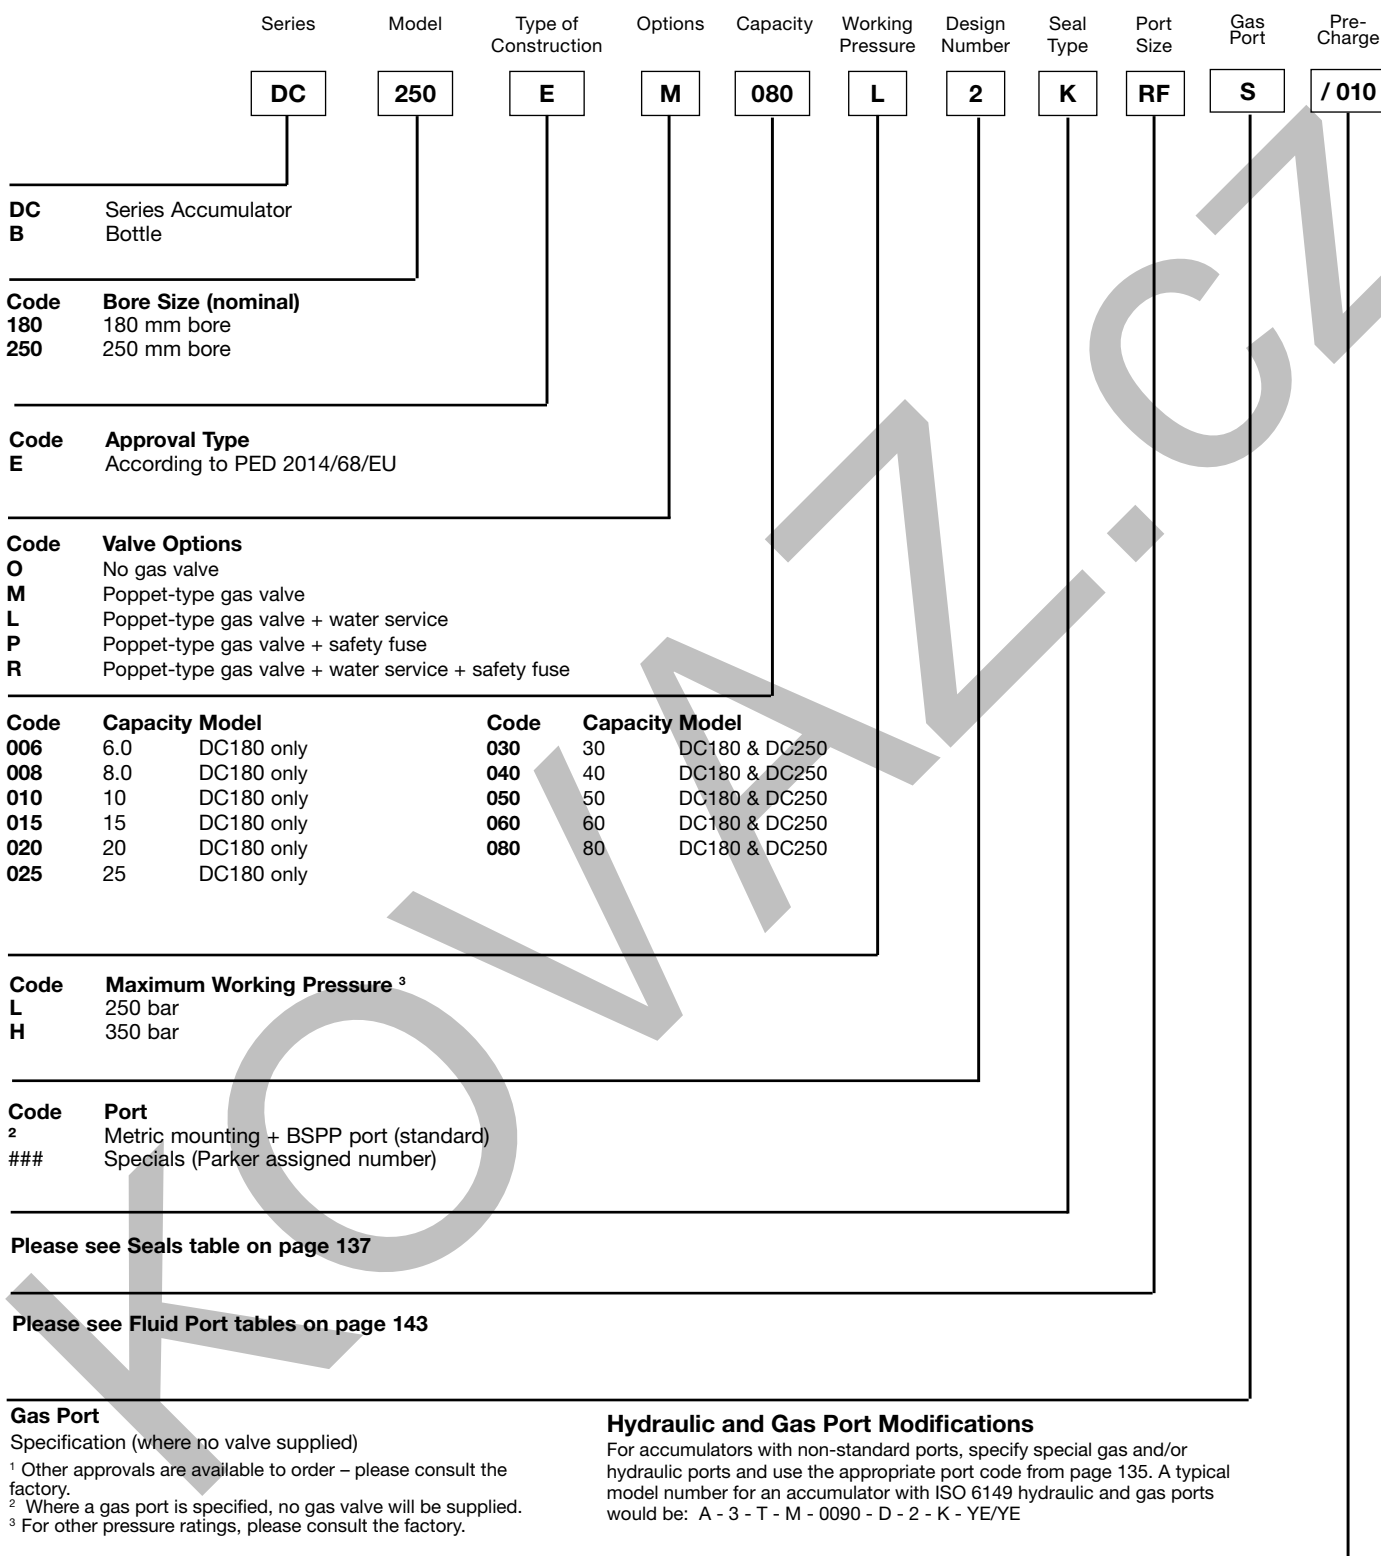 Series Model Type of Construction Options Capacity Working Pressure Design Number Seal Type Port Size Gas Port Pre-Charge
DC 250 E M 080 L 2 K RF S / 010
DC Series Accumulator
B Bottle
Code Bore Size (nominal)
180 180 mm bore
250 250 mm bore
Code Approval Type
E According to PED 2014/68/EU
Code Valve Options
O No gas valve
M Poppet-type gas valve
L Poppet-type gas valve + water service
P Poppet-type gas valve + safety fuse
R Poppet-type gas valve + water service + safety fuse
Code Capacity Model Code Capacity Model
006 6.0 DC180 only 030 30 DC180 & DC250
008 8.0 DC180 only 040 40 DC180 & DC250
010 10 DC180 only 050 50 DC180 & DC250
015 15 DC180 only 060 60 DC180 & DC250
020 20 DC180 only 080 80 DC180 & DC250
025 25 DC180 only
Code Maximum Working Pressure ³
L 250 bar
H 350 bar
Code Port
² Metric mounting + BSPP port (standard)
### Specials (Parker assigned number)
Please see Seals table on page 137
Please see Fluid Port tables on page 143
Gas Port
Specification (where no valve supplied)
¹ Other approvals are available to order – please consult the
factory.
² Where a gas port is specified, no gas valve will be supplied.
³ For other pressure ratings, please consult the factory.
Hydraulic and Gas Port Modifications
For accumulators with non-standard ports, specify special gas and/or
hydraulic ports and use the appropriate port code from page 135. A typical
model number for an accumulator with ISO 6149 hydraulic and gas ports
would be: A - 3 - T - M - 0090 - D - 2 - K - YE/YE
KOVAZ.cz